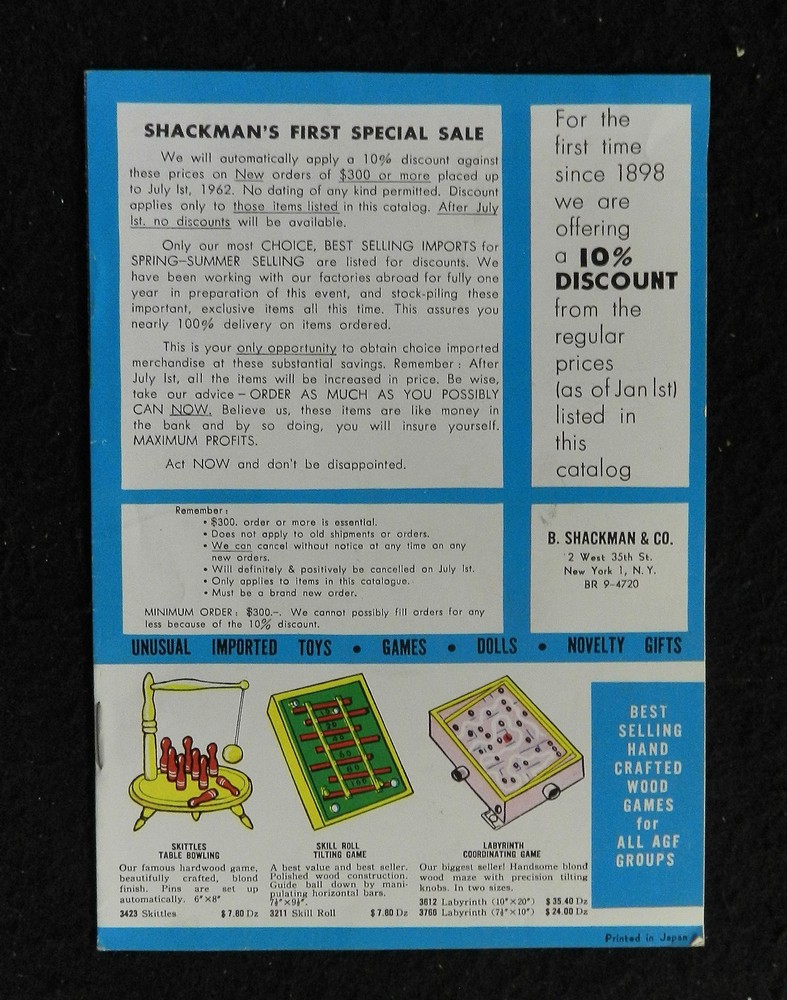 SHACKMAN'S FIRST SPECIAL SALE
We will automatically apply a 10% discount against
these prices on New orders of $300 or more placed up
to July 1st, 1962. No dating of any kind permitted. Discount
applies only to those items listed in this catalog. After July
1st. no discounts will be available.
Only our most CHOICE, BEST SELLING IMPORTS for
SPRING-SUMMER SELLING are listed for discounts. We
have been working with our factories abroad for fully one
year in preparation of this event, and stock-piling these
important, exclusive items all this time. This assures you
nearly 100% delivery on items ordered.
This is your only opportunity to obtain choice imported
merchandise at these substantial savings. Remember: After
July 1st, all the items will be increased in price. Be wise,
take our advice - ORDER AS MUCH AS YOU POSSIBLY
CAN NOW. Believe us, these items are like money in
the bank and by so doing, you will insure yourself.
MAXIMUM PROFITS.
Act NOW and don't be disappointed.
For the
first time
since 1898
we are
offering
a 10%
DISCOUNT
from the
regular
prices
(as of Jan 1st)
listed in
this
catalog
Remember:
• $300. order or more is essential.
• Does not apply to old shipments or orders.
• We can cancel without notice at any time on any
new orders.
• Will definitely & positively be cancelled on July 1st.
• Only applies to items in this catalogue.
• Must be a brand new order.
MINIMUM ORDER: $300.-. We cannot possibly fill orders for any
less because of the 10% discount.
B. SHACKMAN & CO.
2 West 35th St.
New York 1, N.Y.
BR 9-4720
UNUSUAL IMPORTED TOYS • GAMES • DOLLS • NOVELTY GIFTS
BEST
SELLING
HAND
CRAFTED
WOOD
GAMES
for
ALL AGE
GROUPS
SKITTLES
TABLE BOWLING
Our famous hardwood game,
beautifully crafted, blond
finish. Pins are set up
automatically. 6"×8"
3423 Skittles $7.80 Dz
SKILL ROLL
TILTING GAME
A best value and best seller.
Polished wood construction.
Guide ball down by mani-
pulating horizontal bars.
7½"×9½".
3211 Skill Roll $7.80 Dz
LABYRINTH
COORDINATING GAME
Our biggest seller! Handsome blond
wood maze with precision tilting
knobs. In two sizes.
3612 Labyrinth (10"×20") $35.40 Dz
3760 Labyrinth (7½"×10") $24.00 Dz
Printed in Japan